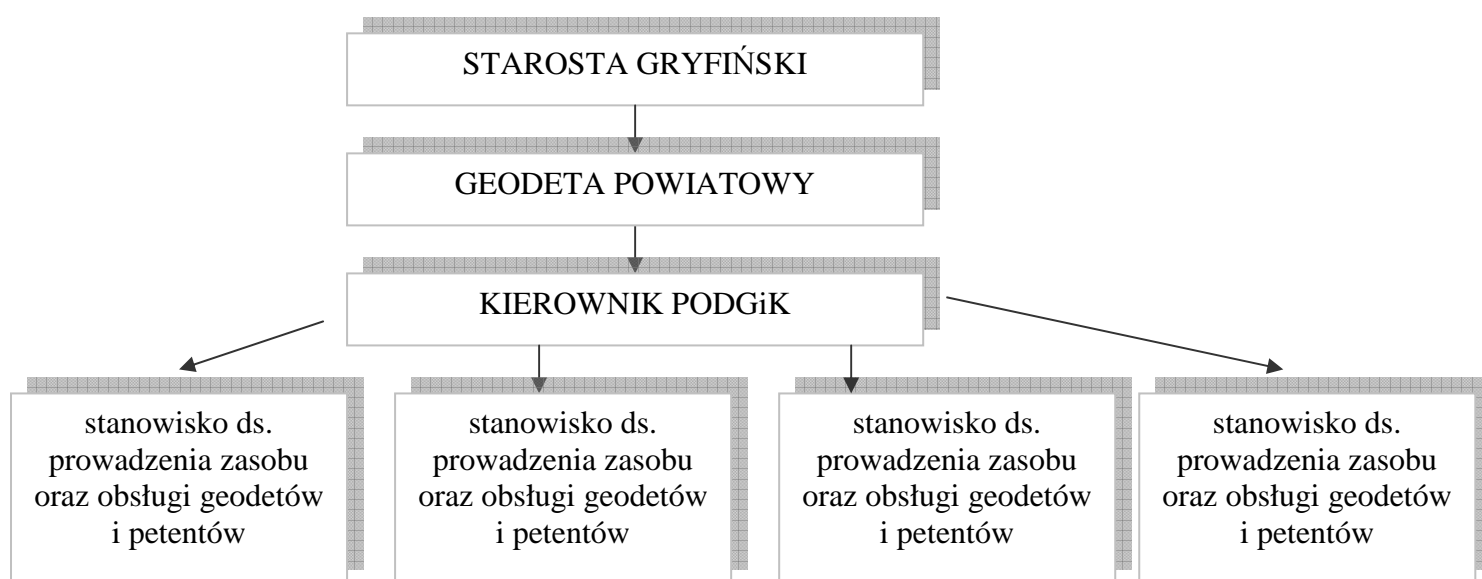 STAROSTA GRYFIŃSKI
GEODETA POWIATOWY
KIEROWNIK PODGiK
stanowisko ds.
prowadzenia zasobu
oraz obsługi geodetów
i petentów
stanowisko ds.
prowadzenia zasobu
oraz obsługi geodetów
i petentów
stanowisko ds.
prowadzenia zasobu
oraz obsługi geodetów
i petentów
stanowisko ds.
prowadzenia zasobu
oraz obsługi geodetów
i petentów